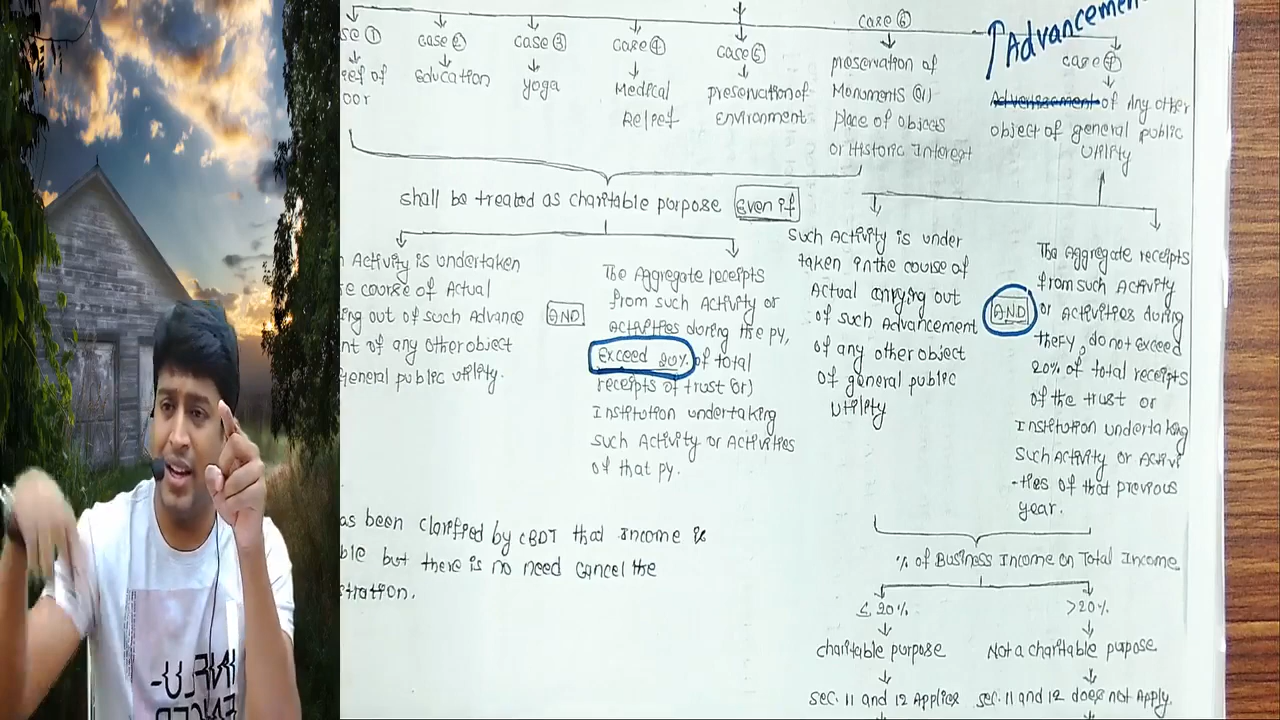 case ⑥
↑Advancemen
se ①
case ②
case ③
case ④
case ⑤
case ⑦
ief of
oor
Education
yoga
Medical
Relief
preservation of
Environment
preservation of
Monuments (or)
place of objects
or Historic Interest
of Any other
object of general public
utility
shall be treated as charitable purpose Even if
n Activity is undertaken
e course of Actual
ing out of such Advance
nt of any other object
general public utility.
AND
The Aggregate receipts
from such Activity or
Activities during the py,
Exceed 20% of total
receipts of trust (or)
Institution undertaking
such Activity or Activities
of that py.
such Activity is under
taken in the course of
Actual carrying out
of such Advancement
of any other object
of general public
utility
AND
The Aggregate receipts
from such Activity
or Activities during
the py, do not exceed
20% of total receipts
of the trust or
Institution undertaking
such Activity or Activi
-ties of that previous
year.
as been clarified by CBDT that Income is
ble but there is no need cancel the
stration.
% of Business Income on Total Income
≤ 20%
>20%
charitable purpose
Not a charitable pupose
sec. 11 and 12 Applies
sec. 11 and 12 does not Apply.